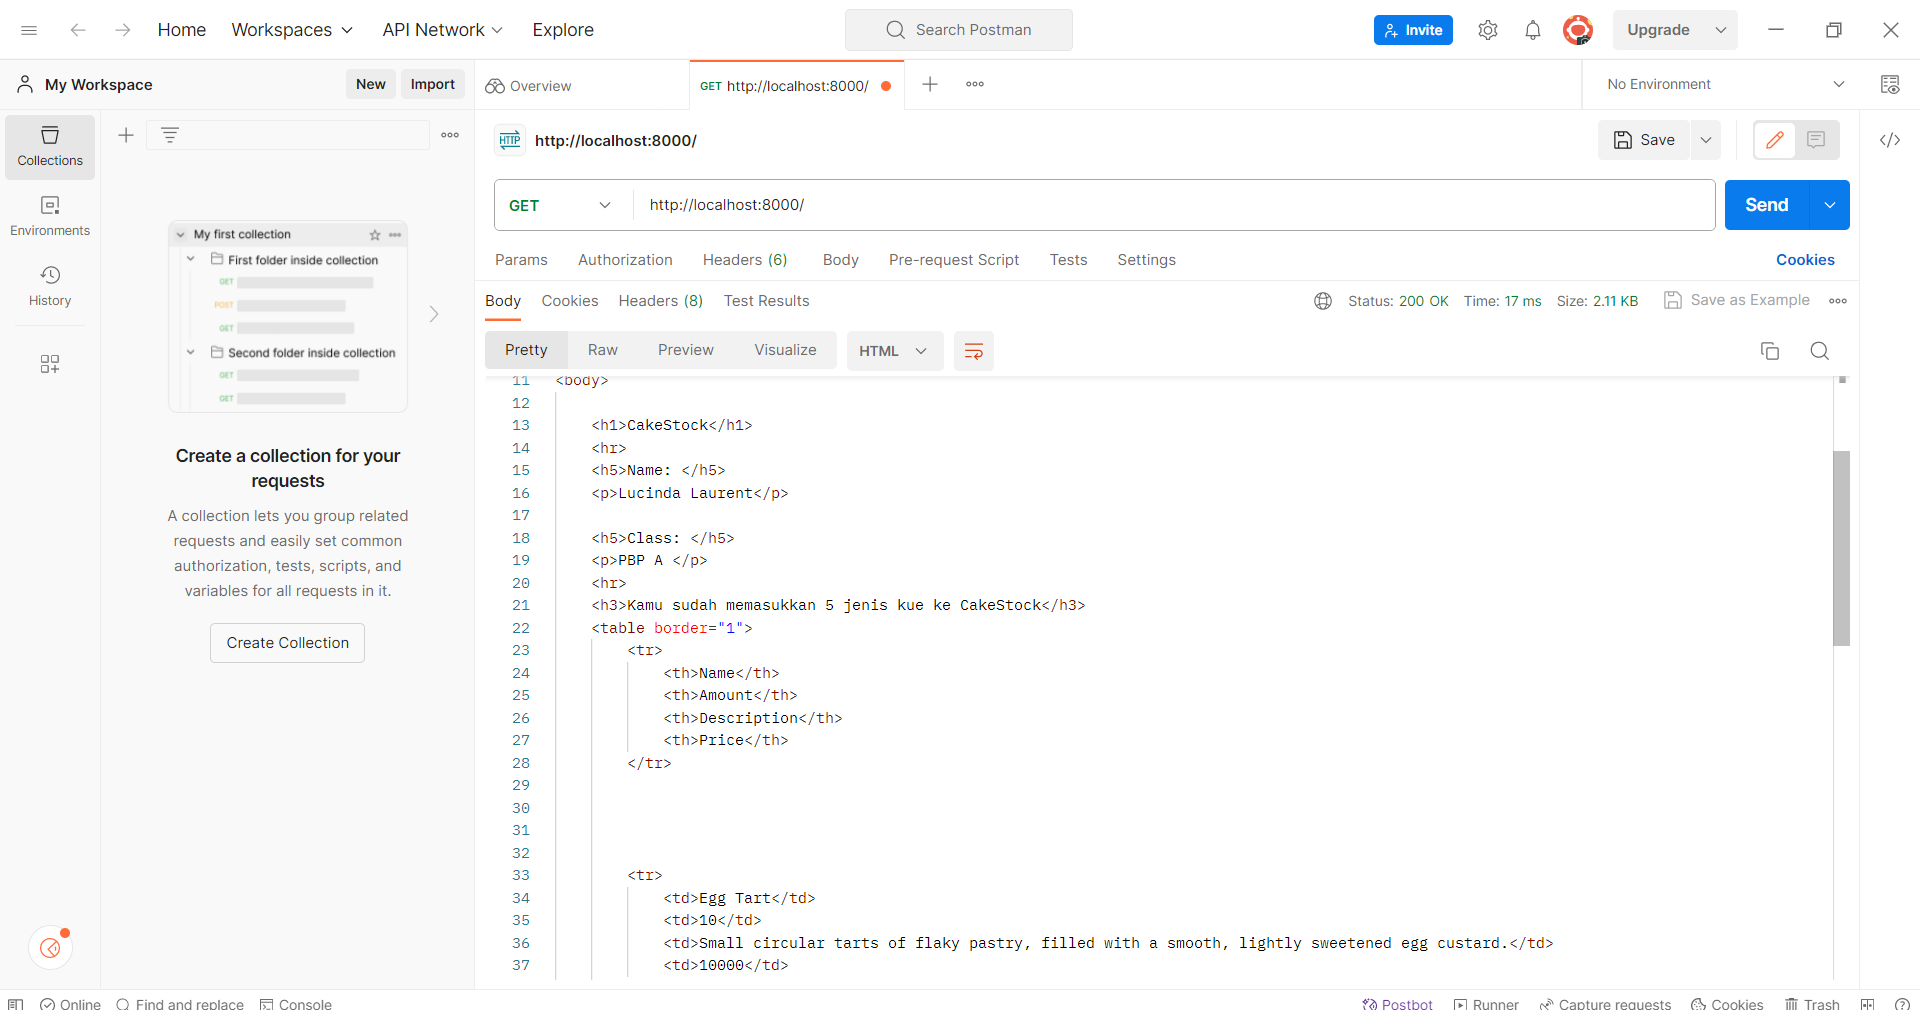 Home Workspaces API Network Explore Search Postman Invite Upgrade
My Workspace New Import Overview GET http://localhost:8000/ No Environment
Collections
Environments
History
My first collection
First folder inside collection
GET
POST
GET
Second folder inside collection
GET
GET
Create a collection for your
requests
A collection lets you group related
requests and easily set common
authorization, tests, scripts, and
variables for all requests in it.
Create Collection
HTTP http://localhost:8000/ Save
GET http://localhost:8000/ Send
Params Authorization Headers (6) Body Pre-request Script Tests Settings Cookies
Body Cookies Headers (8) Test Results Status: 200 OK Time: 17 ms Size: 2.11 KB Save as Example
Pretty Raw Preview Visualize HTML
11 <body>
12
13 <h1>CakeStock</h1>
14 <hr>
15 <h5>Name: </h5>
16 <p>Lucinda Laurent</p>
17
18 <h5>Class: </h5>
19 <p>PBP A </p>
20 <hr>
21 <h3>Kamu sudah memasukkan 5 jenis kue ke CakeStock</h3>
22 <table border="1">
23 <tr>
24 <th>Name</th>
25 <th>Amount</th>
26 <th>Description</th>
27 <th>Price</th>
28 </tr>
29
30
31
32
33 <tr>
34 <td>Egg Tart</td>
35 <td>10</td>
36 <td>Small circular tarts of flaky pastry, filled with a smooth, lightly sweetened egg custard.</td>
37 <td>10000</td>
Online Find and replace Console Postbot Runner Capture requests Cookies Trash